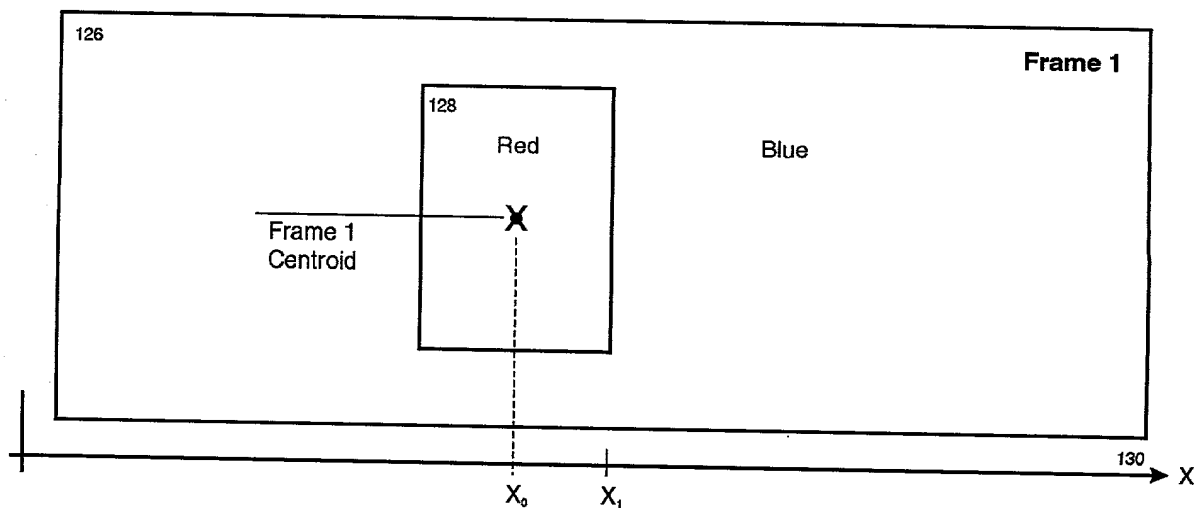 126
Frame 1
128
Red
Blue
X
Frame 1
Centroid
130
X
X₀
X₁